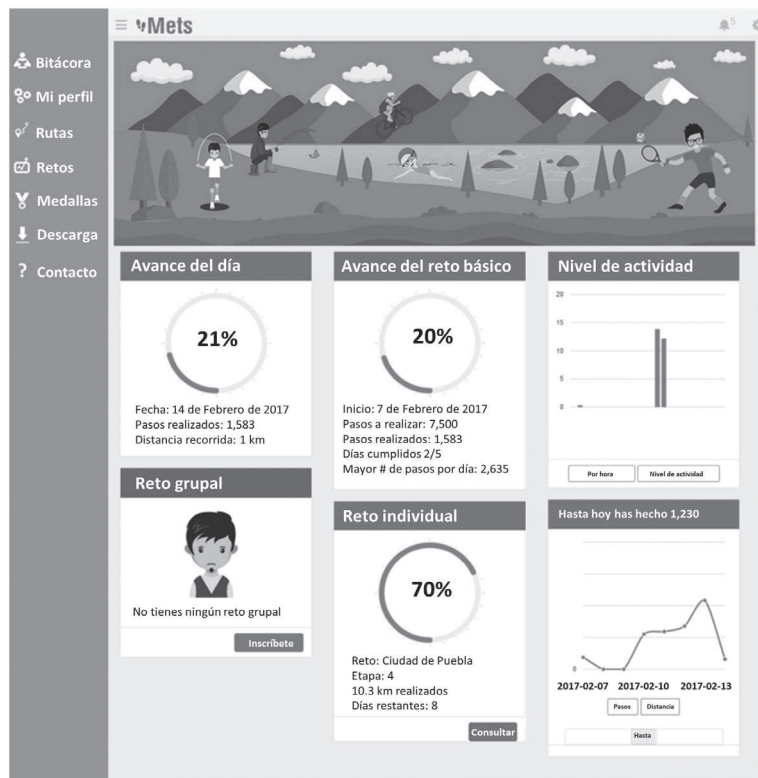 Mets
5
Bitácora
Mi perfil
Rutas
Retos
Medallas
Descarga
? Contacto
Avance del día
21%
Fecha: 14 de Febrero de 2017
Pasos realizados: 1,583
Distancia recorrida: 1 km
Avance del reto básico
20%
Inicio: 7 de Febrero de 2017
Pasos a realizar: 7,500
Pasos realizados: 1,583
Días cumplidos 2/5
Mayor # de pasos por día: 2,635
Nivel de actividad
20
15
10
5
0
Por hora
Nivel de actividad
Reto grupal
No tienes ningún reto grupal
Inscríbete
Reto individual
70%
Reto: Ciudad de Puebla
Etapa: 4
10.3 km realizados
Días restantes: 8
Consultar
Hasta hoy has hecho 1,230
0
2017-02-07 2017-02-10 2017-02-13
Pasos
Distancia
Hasta